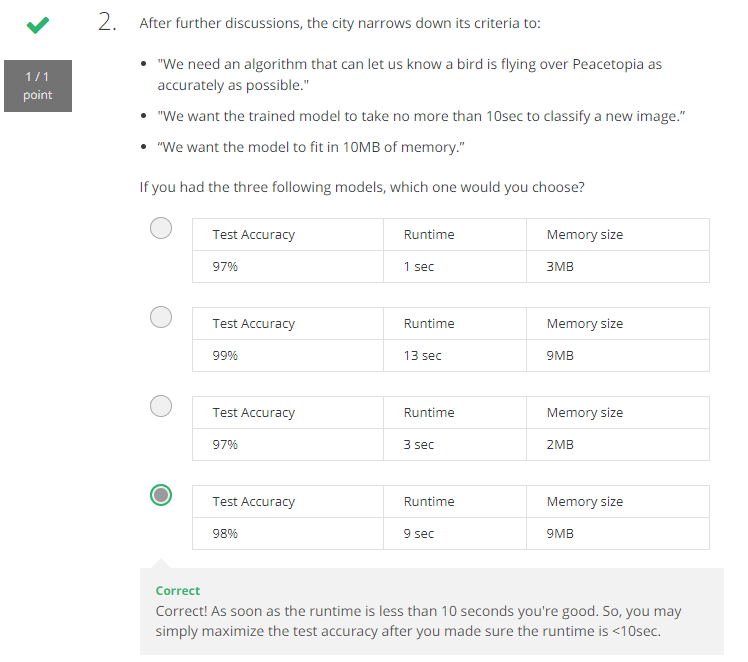 2. After further discussions, the city narrows down its criteria to:
1 / 1
point
• "We need an algorithm that can let us know a bird is flying over Peacetopia as
accurately as possible."
• "We want the trained model to take no more than 10sec to classify a new image.”
• “We want the model to fit in 10MB of memory.”
If you had the three following models, which one would you choose?
Test Accuracy Runtime Memory size
97% 1 sec 3MB
Test Accuracy Runtime Memory size
99% 13 sec 9MB
Test Accuracy Runtime Memory size
97% 3 sec 2MB
Test Accuracy Runtime Memory size
98% 9 sec 9MB
Correct
Correct! As soon as the runtime is less than 10 seconds you're good. So, you may
simply maximize the test accuracy after you made sure the runtime is <10sec.